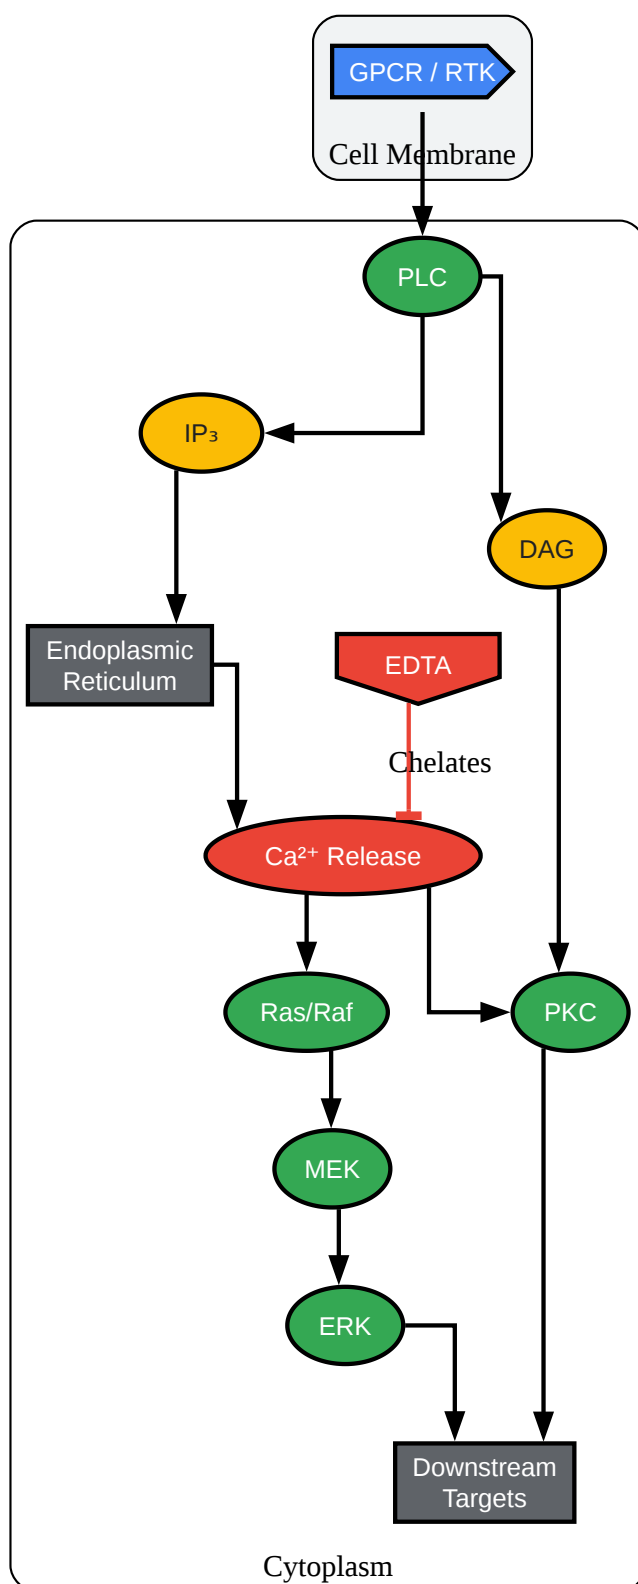 GPCR / RTK
Cell Membrane
PLC
IP₃
DAG
Endoplasmic
Reticulum
EDTA
Chelates
Ca²⁺ Release
Ras/Raf
PKC
MEK
ERK
Downstream
Targets
Cytoplasm